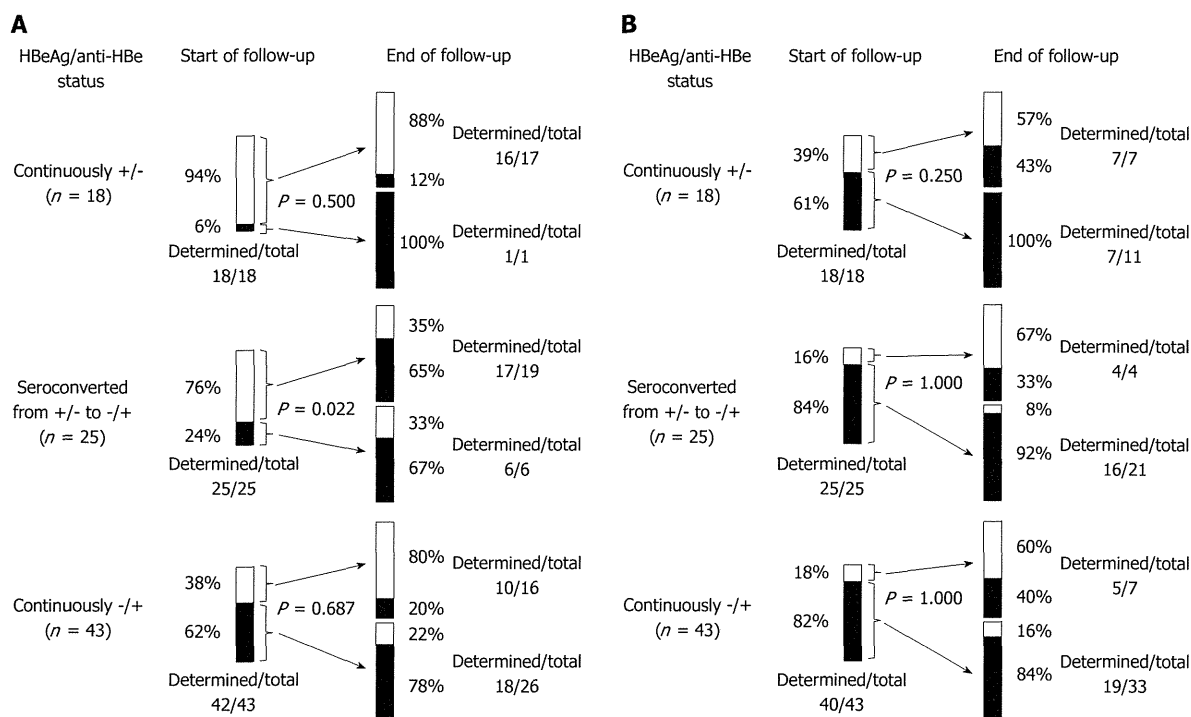 A
HBeAg/anti-HBe
status
Start of follow-up
End of follow-up
Continuously +/-
(n = 18)
94%
6%
P = 0.500
Determined/total
18/18
88%
12%
Determined/total
16/17
100%
Determined/total
1/1
Seroconverted
from +/- to -/+
(n = 25)
76%
24%
P = 0.022
Determined/total
25/25
35%
65%
Determined/total
17/19
33%
67%
Determined/total
6/6
Continuously -/+
(n = 43)
38%
62%
P = 0.687
Determined/total
42/43
80%
20%
Determined/total
10/16
22%
78%
Determined/total
18/26
B
HBeAg/anti-HBe
status
Start of follow-up
End of follow-up
Continuously +/-
(n = 18)
39%
61%
P = 0.250
Determined/total
18/18
57%
43%
Determined/total
7/7
100%
Determined/total
7/11
Seroconverted
from +/- to -/+
(n = 25)
16%
84%
P = 1.000
Determined/total
25/25
67%
33%
Determined/total
4/4
8%
92%
Determined/total
16/21
Continuously -/+
(n = 43)
18%
82%
P = 1.000
Determined/total
40/43
60%
40%
Determined/total
5/7
16%
84%
Determined/total
19/33